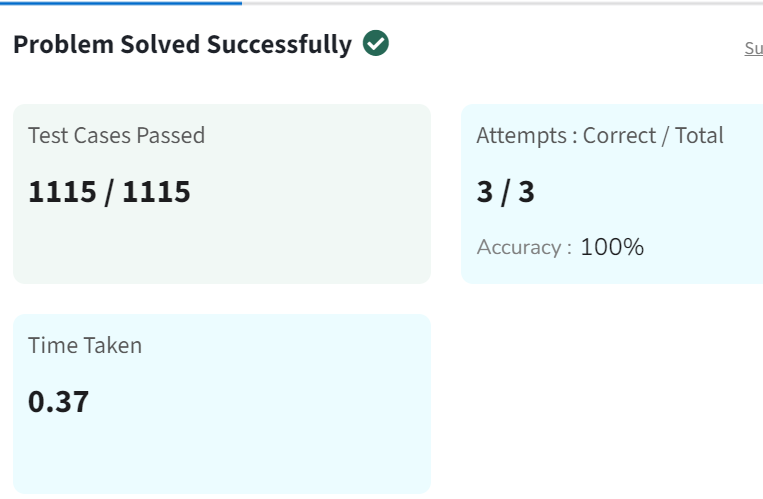 Problem Solved Successfully
Su
Test Cases Passed
1115 / 1115
Attempts : Correct / Total
3 / 3
Accuracy : 100%
Time Taken
0.37